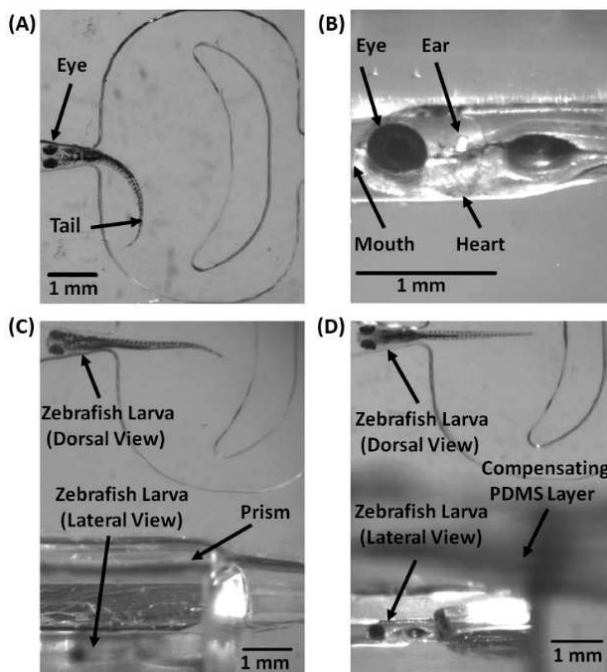 (A)
Eye
Tail
1 mm
(B)
Eye
Ear
Mouth
Heart
1 mm
(C)
Zebrafish Larva
(Dorsal View)
Zebrafish Larva
(Lateral View)
Prism
1 mm
(D)
Zebrafish Larva
(Dorsal View)
Compensating
PDMS Layer
Zebrafish Larva
(Lateral View)
1 mm